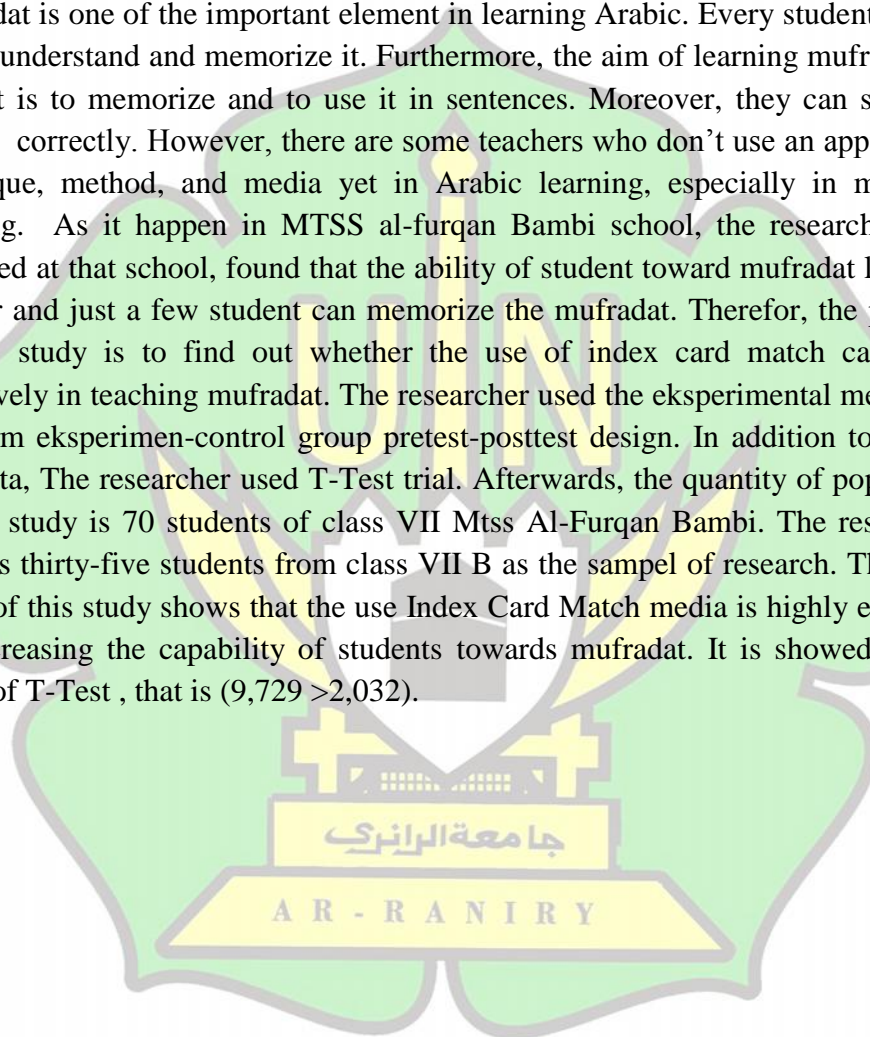 dat is one of the important element in learning Arabic. Every student
understand and memorize it. Furthermore, the aim of learning mufr
t is to memorize and to use it in sentences. Moreover, they can s
correctly. However, there are some teachers who don’t use an app
que, method, and media yet in Arabic learning, especially in m
g. As it happen in MTSS al-furqan Bambi school, the research
ed at that school, found that the ability of student toward mufradat l
r and just a few student can memorize the mufradat. Therefor, the p
study is to find out whether the use of index card match ca
vely in teaching mufradat. The researcher used the eksperimental me
m eksperimen-control group pretest-posttest design. In addition to
ta, The researcher used T-Test trial. Afterwards, the quantity of pop
study is 70 students of class VII Mtss Al-Furqan Bambi. The res
s thirty-five students from class VII B as the sampel of research. Th
of this study shows that the use Index Card Match media is highly e
creasing the capability of students towards mufradat. It is showed
of T-Test , that is (9,729 >2,032).
UIN
جامعةالرانري
AR-RANIRY